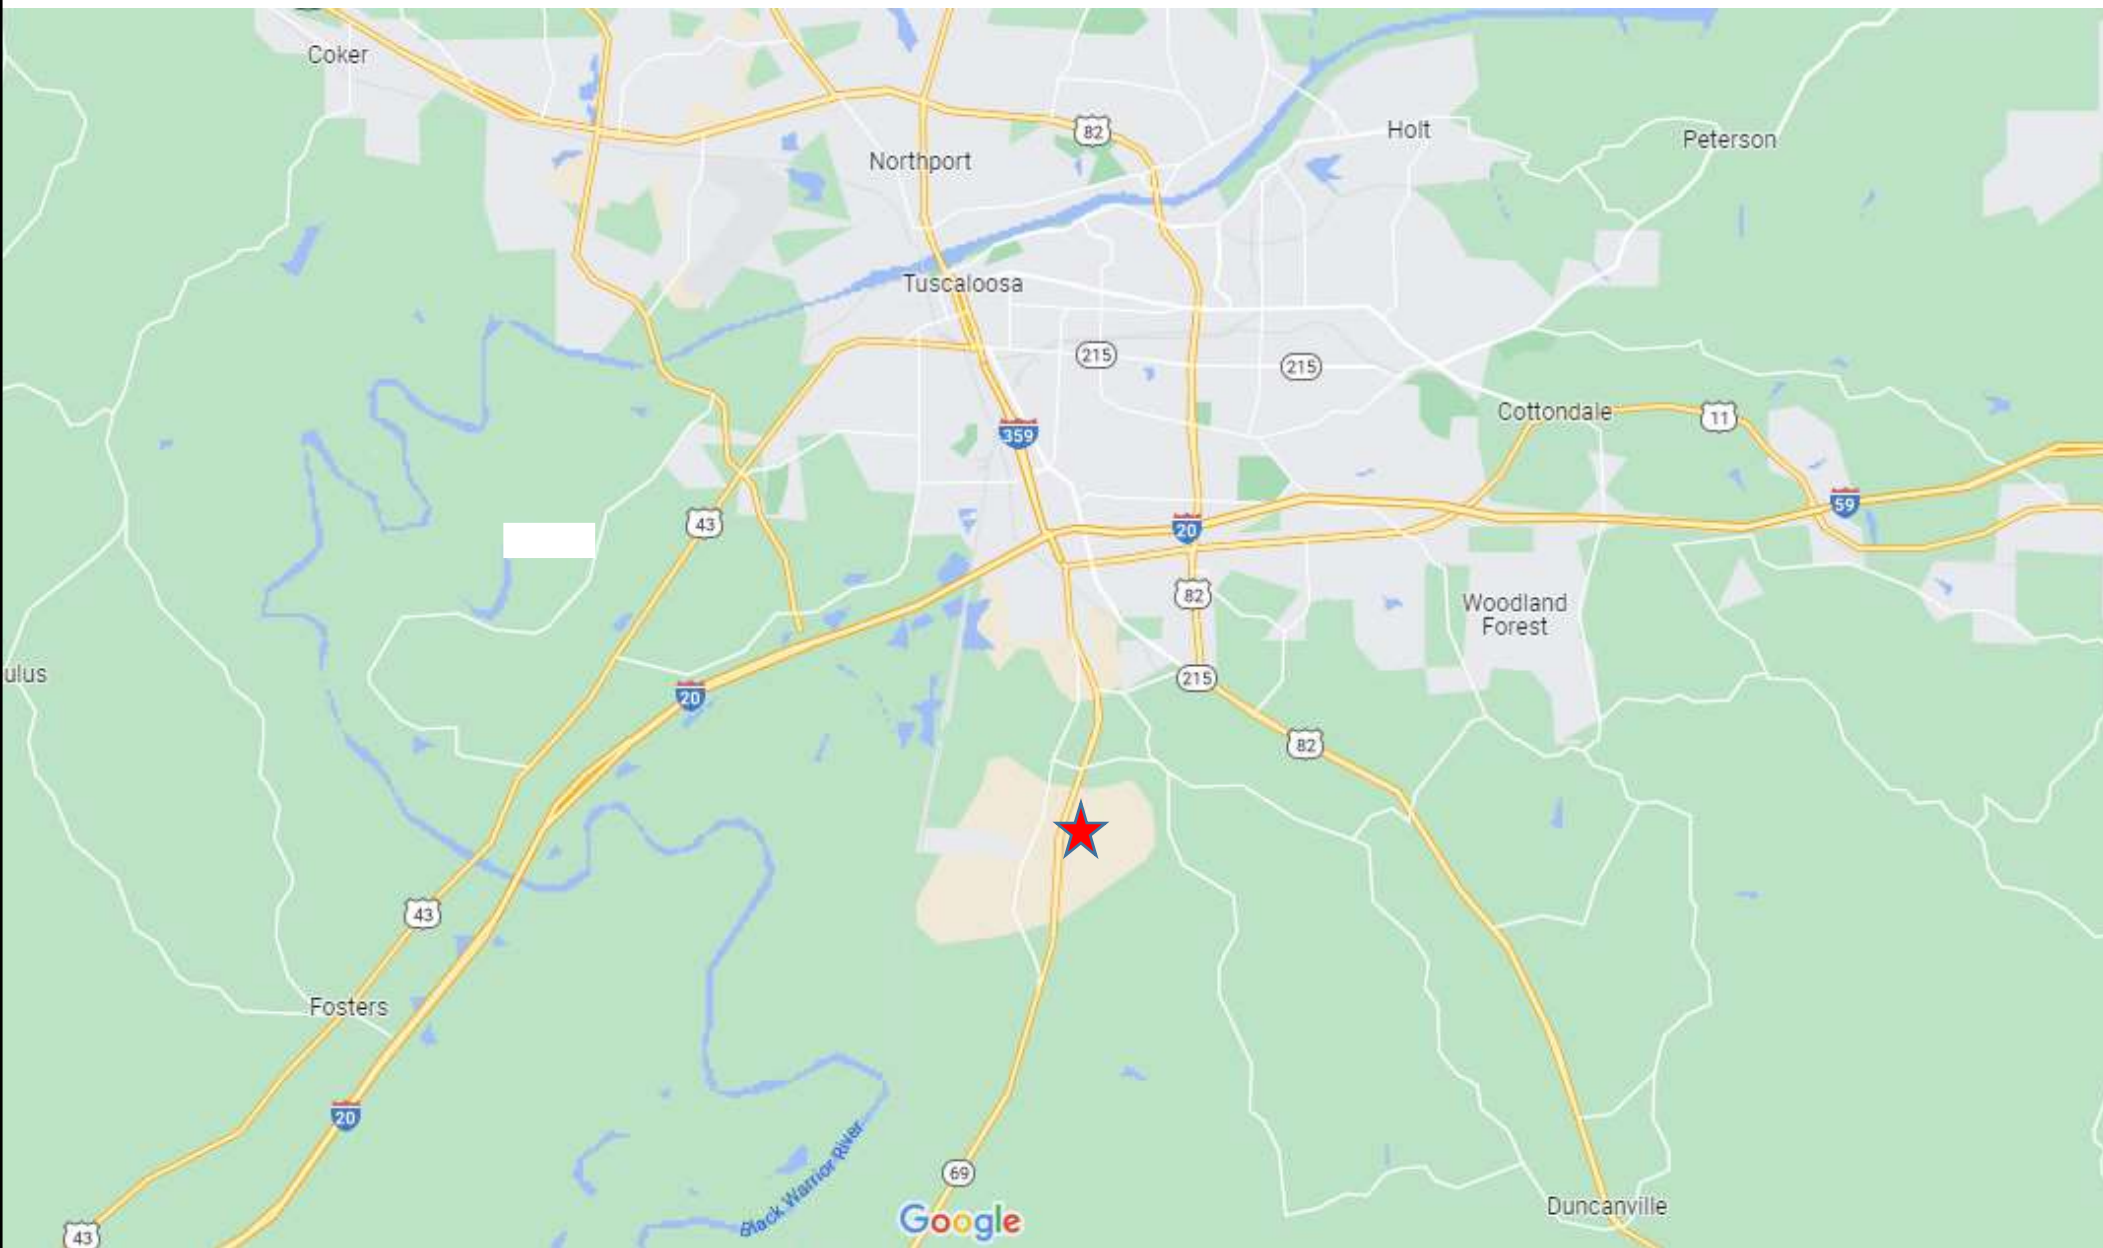 Coker
82
Holt
Peterson
Northport
Tuscaloosa
215
215
359
Cottondale
11
59
43
20
82
Woodland
Forest
ulus
20
215
82
43
Fosters
20
69
Black Warrior River
Duncanville
Google
43